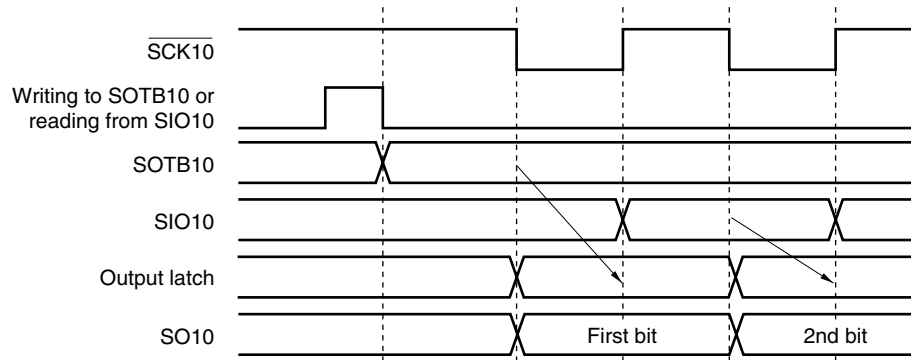 SCK10
Writing to SOTB10 or
reading from SIO10
SOTB10
SIO10
Output latch
SO10
First bit
2nd bit